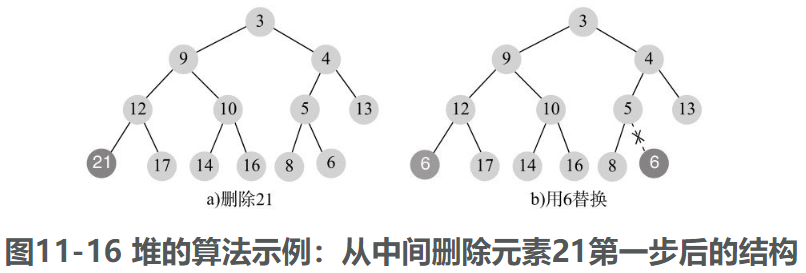 3 3
9 4 9 4
12 10 5 13 12 10 5 13
21 17 14 16 8 6 6 17 14 16 8 6
a)删除21 b)用6替换
图11-16 堆的算法示例：从中间删除元素21第一步后的结构